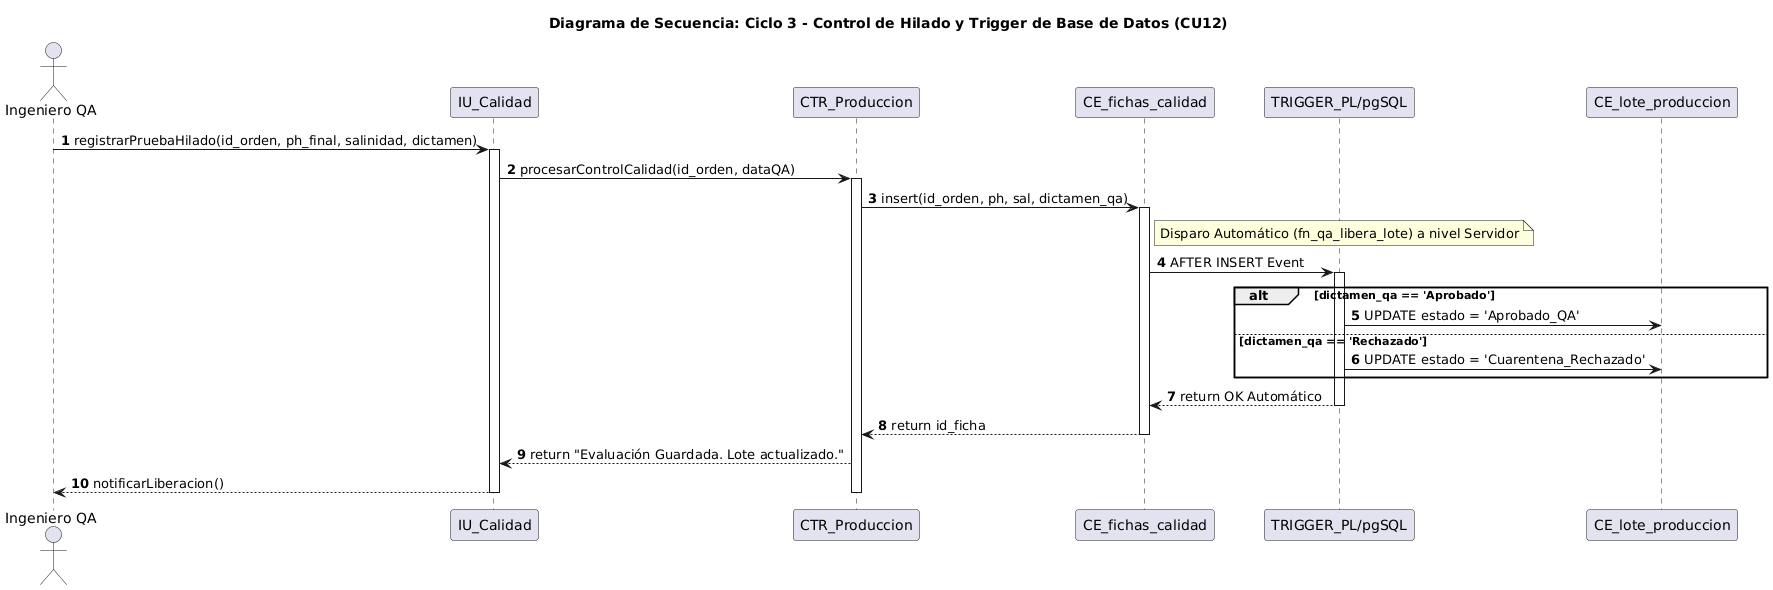 Diagrama de Secuencia: Ciclo 3 - Control de Hilado y Trigger de Base de Datos (CU12)
Ingeniero QA
IU_Calidad
CTR_Produccion
CE_fichas_calidad
TRIGGER_PL/pgSQL
CE_lote_produccion
1 registrarPruebaHilado(id_orden, ph_final, salinidad, dictamen)
2 procesarControlCalidad(id_orden, dataQA)
3 insert(id_orden, ph, sal, dictamen_qa)
Disparo Automático (fn_qa_libera_lote) a nivel Servidor
4 AFTER INSERT Event
alt [dictamen_qa == 'Aprobado']
5 UPDATE estado = 'Aprobado_QA'
[dictamen_qa == 'Rechazado']
6 UPDATE estado = 'Cuarentena_Rechazado'
7 return OK Automático
8 return id_ficha
9 return "Evaluación Guardada. Lote actualizado."
10 notificarLiberacion()
Ingeniero QA
IU_Calidad
CTR_Produccion
CE_fichas_calidad
TRIGGER_PL/pgSQL
CE_lote_produccion